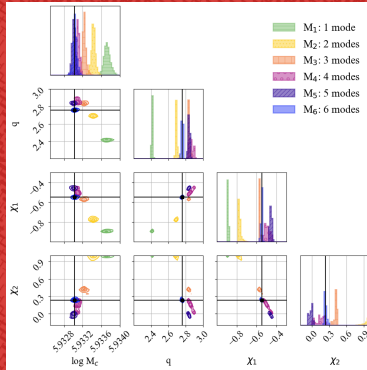 M₁: 1 mode
M₂: 2 modes
M₃: 3 modes
M₄: 4 modes
M₅: 5 modes
M₆: 6 modes
3.0
2.8
2.6
2.4
q
−0.4
−0.6
−0.8
χ₁
0.9
0.6
0.3
0.0
χ₂
5.9328 5.9332 5.9336 5.9340
2.4 2.6 2.8 3.0
−0.8 −0.6 −0.4
0.0 0.3 0.6 0.9
log M_c q χ₁ χ₂